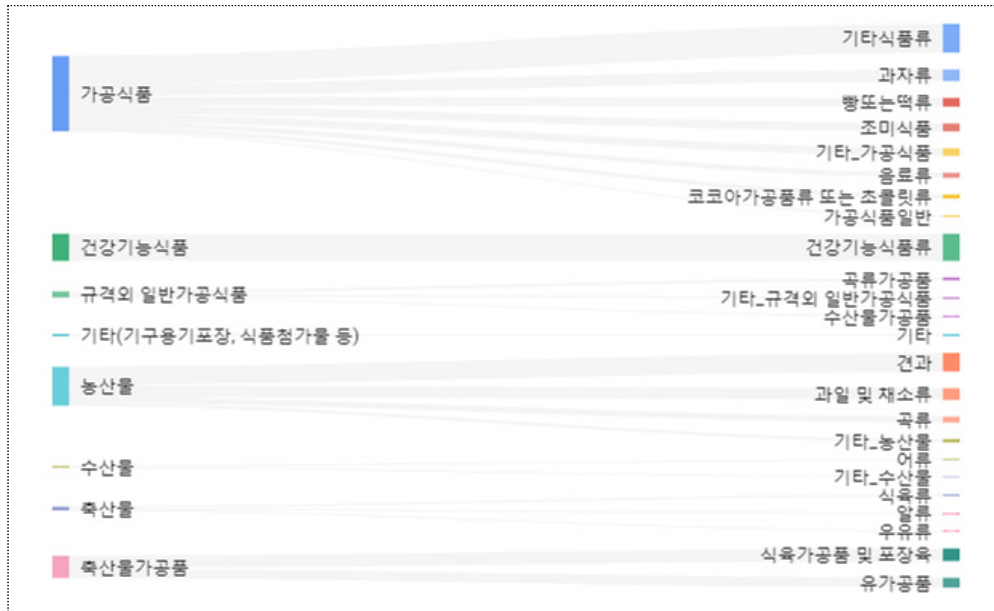 가공식품
건강기능식품
규격외 일반가공식품
기타(기구용기포장, 식품첨가물 등)
농산물
수산물
축산물
축산물가공품
기타식품류
과자류
빵또는떡류
조미식품
기타_가공식품
음료류
코코아가공품류 또는 초콜릿류
가공식품일반
건강기능식품류
곡류가공품
기타_규격외 일반가공식품
수산물가공품
기타
견과
과일 및 채소류
곡류
기타_농산물
어류
기타_수산물
식육류
알류
우유류
식육가공품 및 포장육
유가공품